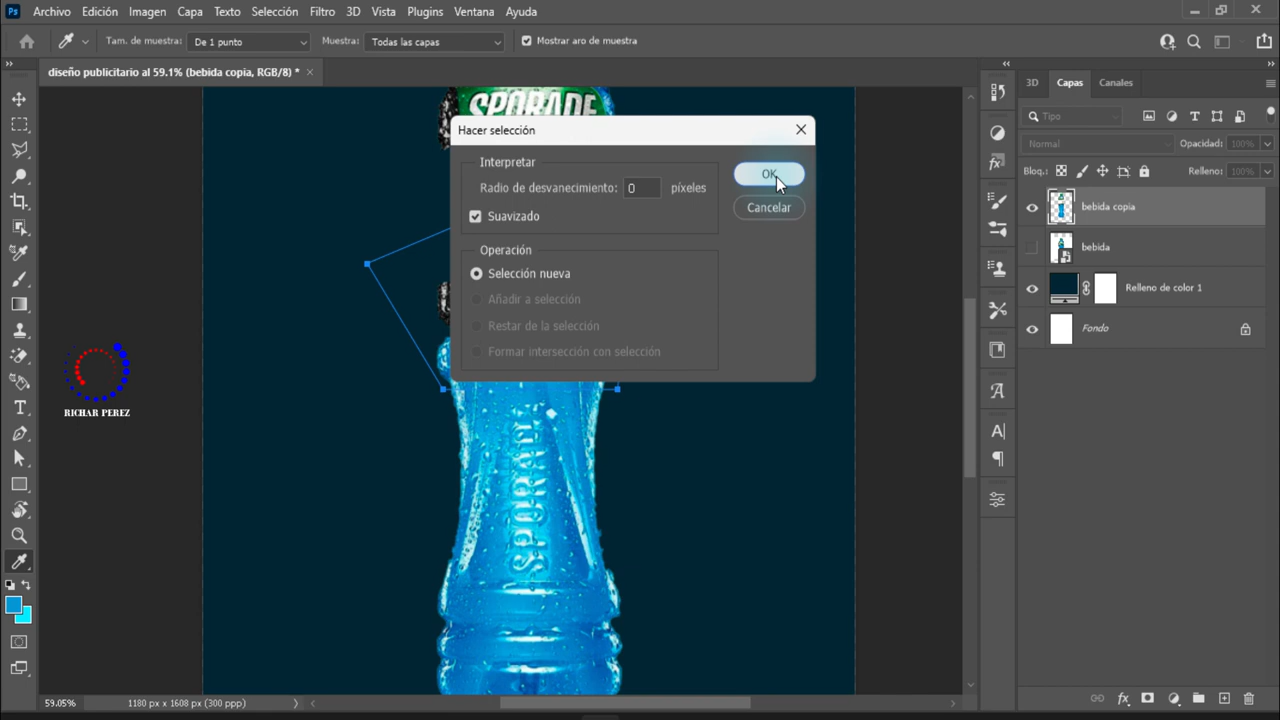 Ps Archivo Edición Imagen Capa Texto Selección Filtro 3D Vista Plugins Ventana Ayuda
Tam. de muestra: De 1 punto Muestra: Todas las capas Mostrar aro de muestra
diseño publicitario al 59.1% (bebida copia, RGB/8) * ×
3D Capas Canales
SPORADE
Tipo
Hacer selección
Normal Opacidad: 100%
Interpretar
Bloq.: Relleno: 100%
OK
Radio de desvanecimiento: 0 píxeles
Cancelar
bebida copia
Suavizado
bebida
Operación
Selección nueva
Relleno de color 1
Añadir a selección
Restar de la selección
Fondo
Formar intersección con selección
RICHAR PEREZ
SPORADE
59.05% 1180 px x 1608 px (300 ppp)